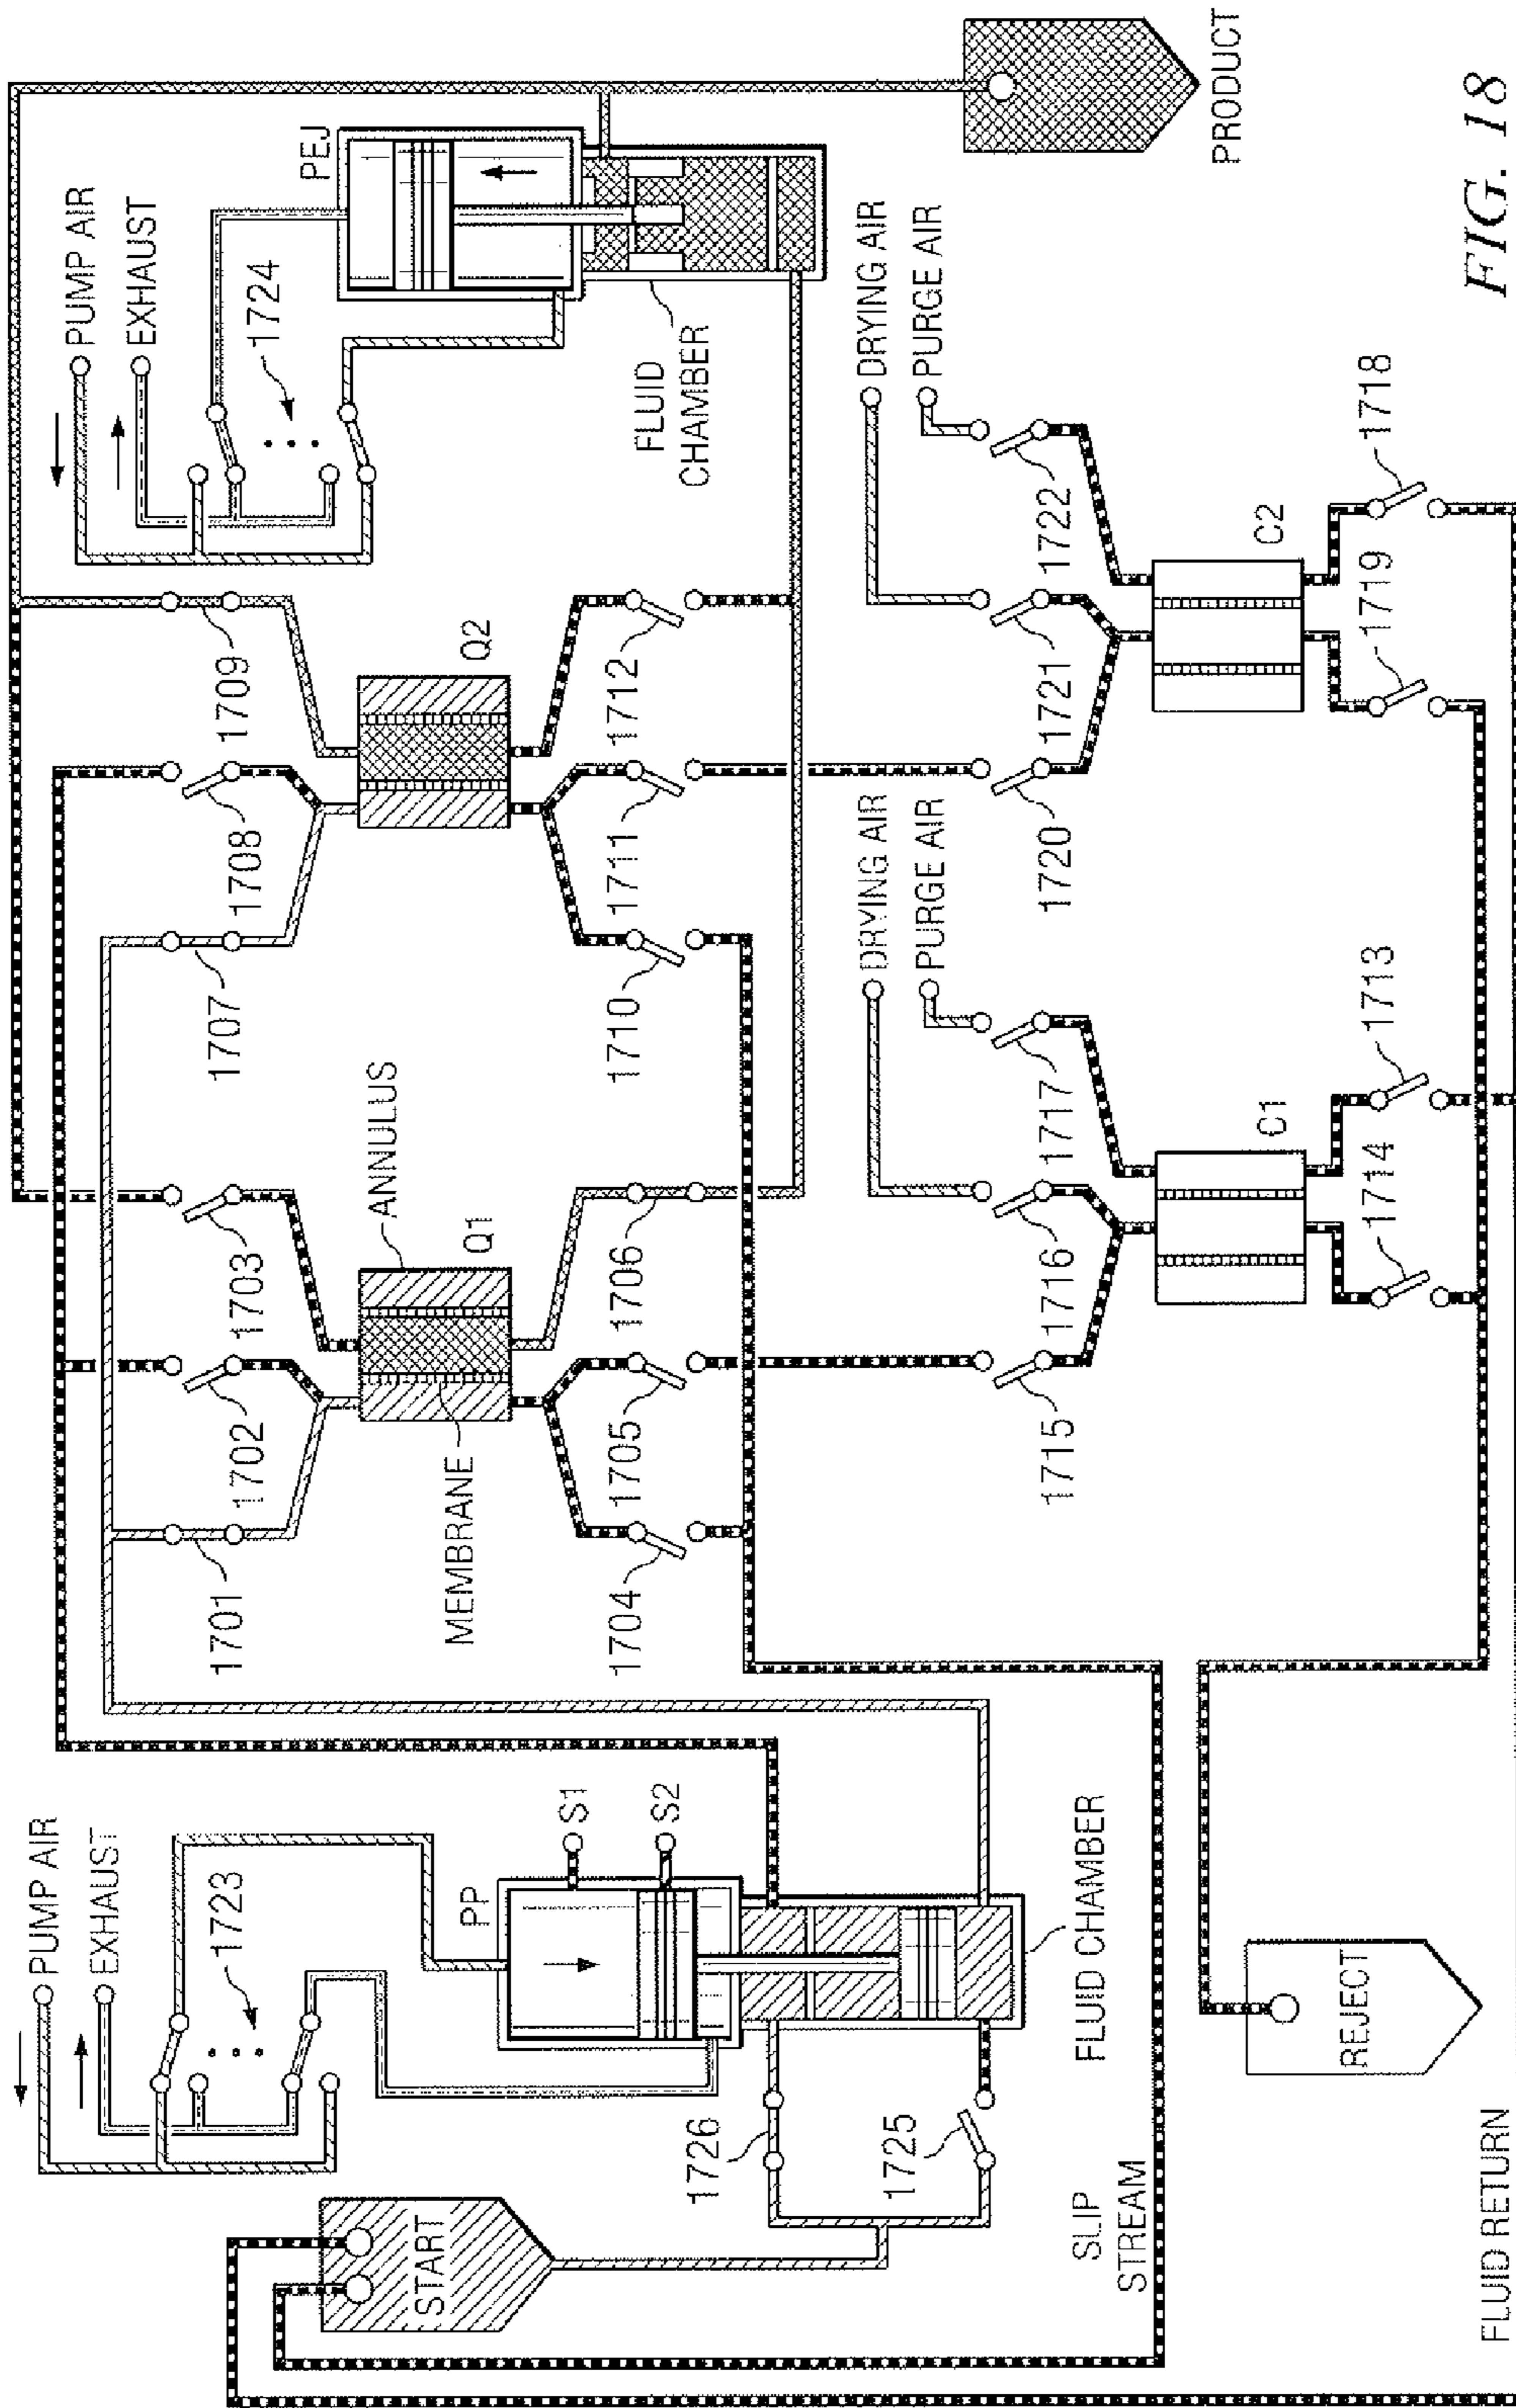 PUMP AIR
EXHAUST
1723
START
1726
1725
SLIP
STREAM
PP
S1
S2
FLUID CHAMBER
REJECT
FLUID RETURN
1701
1702
1703
MEMBRANE
ANNULUS
Q1
1704
1705
1706
1707
1708
1709
Q2
1710
1711
1712
PUMP AIR
EXHAUST
1724
PEJ
FLUID
CHAMBER
PRODUCT
DRYING AIR
PURGE AIR
1715
1716
1717
C1
1714
1713
DRYING AIR
PURGE AIR
1720
1721
1722
C2
1719
1718
FIG. 18